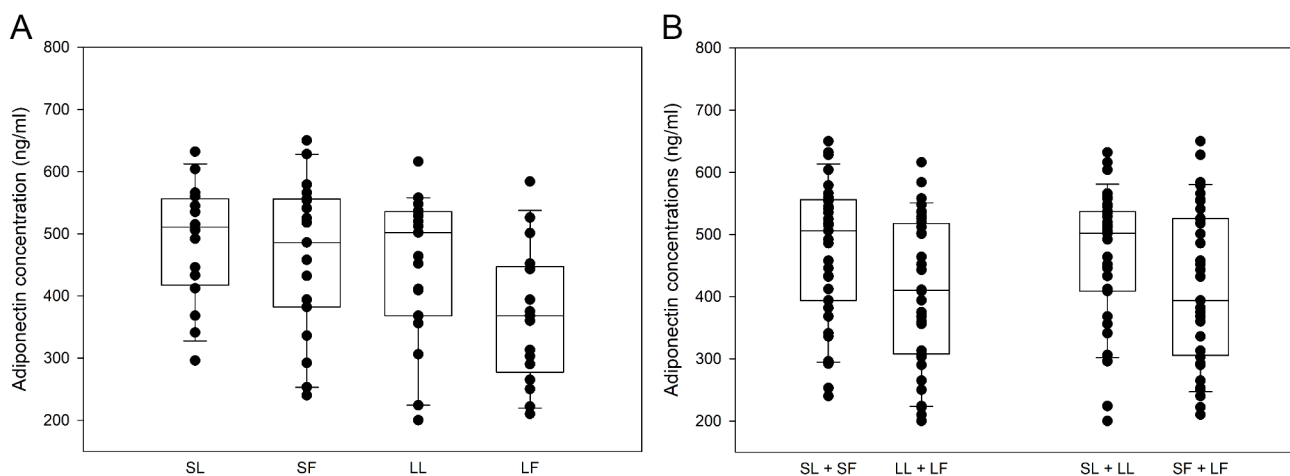 A
Adiponectin concentration (ng/ml)
800
700
600
500
400
300
200
SL SF LL LF
B
Adiponectin concentrations (ng/ml)
800
700
600
500
400
300
200
SL + SF LL + LF SL + LL SF + LF